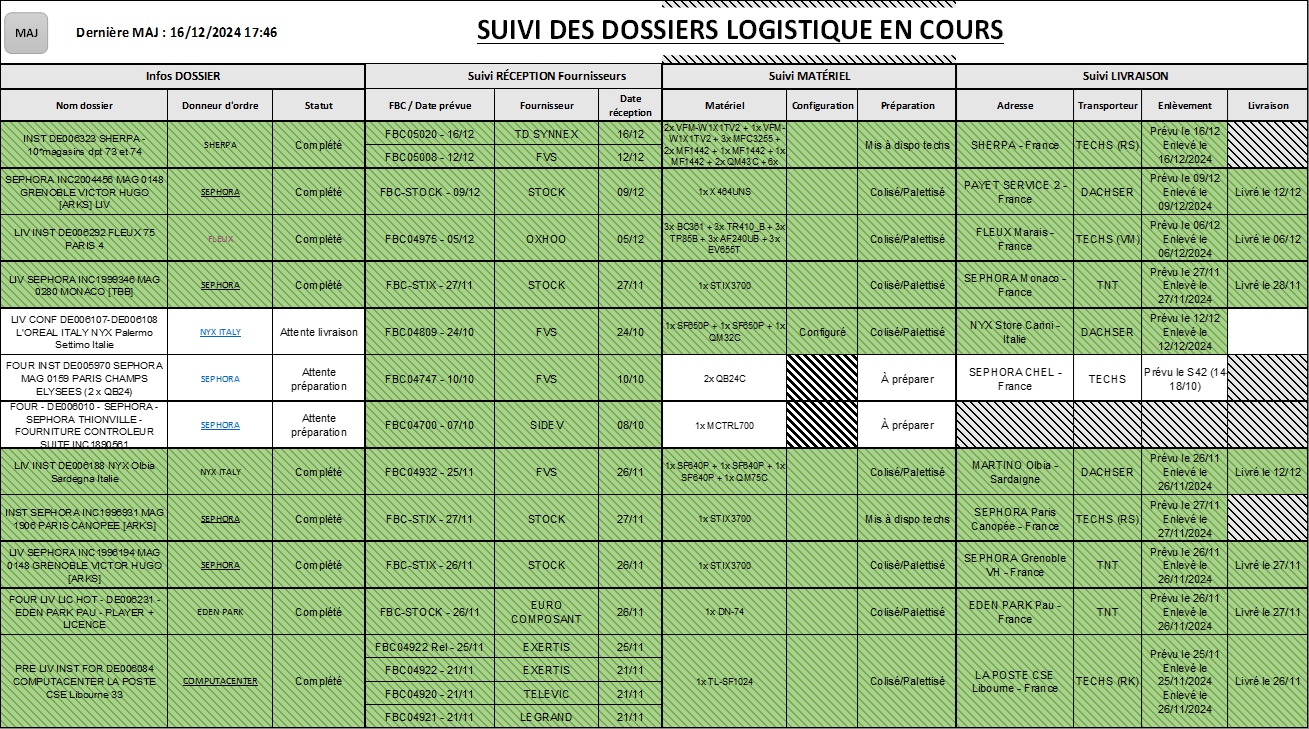 MAJ
Dernière MAJ : 16/12/2024 17:46
SUIVI DES DOSSIERS LOGISTIQUE EN COURS
Infos DOSSIER
Suivi RÉCEPTION Fournisseurs
Suivi MATÉRIEL
Suivi LIVRAISON
Nom dossier
Donneur d'ordre
Statut
FBC / Date prévue
Fournisseur
Date
réception
Matériel
Configuration
Préparation
Adresse
Transporteur
Enlèvement
Livraison
INST DE006323 SHERPA -
10*magasins dpt 73 et 74
SHERPA
Complété
FBC05020 - 16/12
TD SYNNEX
16/12
FBC05008 - 12/12
FVS
12/12
2x VFM-W1X1TV2 + 1x VFM-
W1X1TV2 + 3x MFC3255 +
2x MF1442 + 1x MF1442 + 1x
MF1442 + 2x QM43C + 6x
Mis à dispo techs
SHERPA - France
TECHS (RS)
Prévu le 16/12
Enlevé le
16/12/2024
SEPHORA INC2004456 MAG 0148
GRENOBLE VICTOR HUGO
[ARKS] LIV
SEPHORA
Complété
FBC-STOCK - 09/12
STOCK
09/12
1x X464UNS
Colisé/Palettisé
PAYET SERVICE 2 -
France
DACHSER
Prévu le 09/12
Enlevé le
09/12/2024
Livré le 12/12
LIV INST DE006292 FLEUX 75
PARIS 4
FLEUX
Complété
FBC04975 - 05/12
OXHOO
05/12
3x BC361 + 3x TR410_B + 3x
TP85B + 3x AF240UB + 3x
EV655T
Colisé/Palettisé
FLEUX Marais -
France
TECHS (VM)
Prévu le 06/12
Enlevé le
06/12/2024
Livré le 06/12
LIV SEPHORA INC1999346 MAG
0280 MONACO [TBB]
SEPHORA
Complété
FBC-STIX - 27/11
STOCK
27/11
1x STIX3700
Colisé/Palettisé
SEPHORA Monaco -
France
TNT
Prévu le 27/11
Enlevé le
27/11/2024
Livré le 28/11
LIV CONF DE006107-DE006108
L'OREAL ITALY NYX Palermo
Settimo Italie
NYX ITALY
Attente livraison
FBC04809 - 24/10
FVS
24/10
1x SF650P + 1x SF650P + 1x
QM32C
Configuré
Colisé/Palettisé
NYX Store Carini -
Italie
DACHSER
Prévu le 12/12
Enlevé le
12/12/2024
FOUR INST DE005970 SEPHORA
MAG 0159 PARIS CHAMPS
ELYSEES (2 x QB24)
SEPHORA
Attente
préparation
FBC04747 - 10/10
FVS
10/10
2x QB24C
À préparer
SEPHORA CHEL -
France
TECHS
Prévu le S42 (14-
18/10)
FOUR - DE006010 - SEPHORA -
SEPHORA THIONVILLE -
FOURNITURE CONTROLEUR
SUITE INC1890561
SEPHORA
Attente
préparation
FBC04700 - 07/10
SIDEV
08/10
1x MCTRL700
À préparer
LIV INST DE006188 NYX Olbia
Sardegna Italie
NYX ITALY
Complété
FBC04932 - 25/11
FVS
26/11
1x SF640P + 1x SF640P + 1x
SF640P + 1x QM75C
Colisé/Palettisé
MARTINO Olbia -
Sardaigne
DACHSER
Prévu le 26/11
Enlevé le
26/11/2024
Livré le 12/12
INST SEPHORA INC1996931 MAG
1906 PARIS CANOPEE [ARKS]
SEPHORA
Complété
FBC-STIX - 27/11
STOCK
27/11
1x STIX3700
Mis à dispo techs
SEPHORA Paris
Canopée - France
TECHS (RS)
Prévu le 27/11
Enlevé le
27/11/2024
LIV SEPHORA INC1996194 MAG
0148 GRENOBLE VICTOR HUGO
[ARKS]
SEPHORA
Complété
FBC-STIX - 26/11
STOCK
26/11
1x STIX3700
Colisé/Palettisé
SEPHORA Grenoble
VH - France
TNT
Prévu le 26/11
Enlevé le
26/11/2024
Livré le 27/11
FOUR LIV LIC HOT - DE006231 -
EDEN PARK PAU - PLAYER +
LICENCE
EDEN PARK
Complété
FBC-STOCK - 26/11
EURO
COMPOSANT
26/11
1x DN-74
Colisé/Palettisé
EDEN PARK Pau -
France
TNT
Prévu le 26/11
Enlevé le
26/11/2024
Livré le 27/11
PRE LIV INST FOR DE006084
COMPUTACENTER LA POSTE
CSE Libourne 33
COMPUTACENTER
Complété
FBC04922 Rel - 25/11
EXERTIS
25/11
FBC04922 - 21/11
EXERTIS
21/11
FBC04920 - 21/11
TELEVIC
21/11
FBC04921 - 21/11
LEGRAND
21/11
1x TL-SF1024
Colisé/Palettisé
LA POSTE CSE
Libourne - France
TECHS (RK)
Prévu le 25/11
Enlevé le
25/11/2024
Enlevé le
26/11/2024
Livré le 26/11